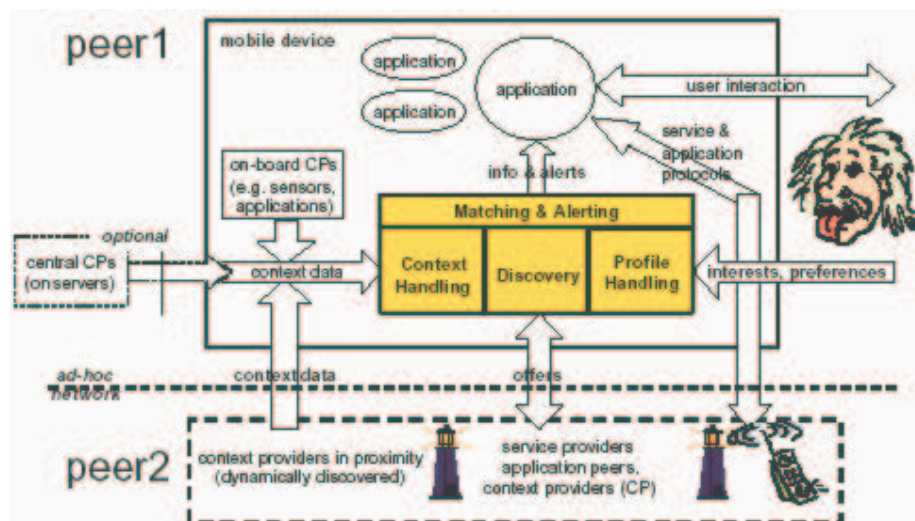 peer1
mobile device
application
application
application
user interaction
service &
application
protocols
on-board CPs
(e.g. sensors,
applications)
info & alerts
Matching & Alerting
optional
central CPs
(on servers)
context data
Context
Handling
Discovery
Profile
Handling
interests, preferences
ad-hoc
network
context data
offers
peer2
context providers in proximity
(dynamically discovered)
service providers
application peers,
context providers (CP)